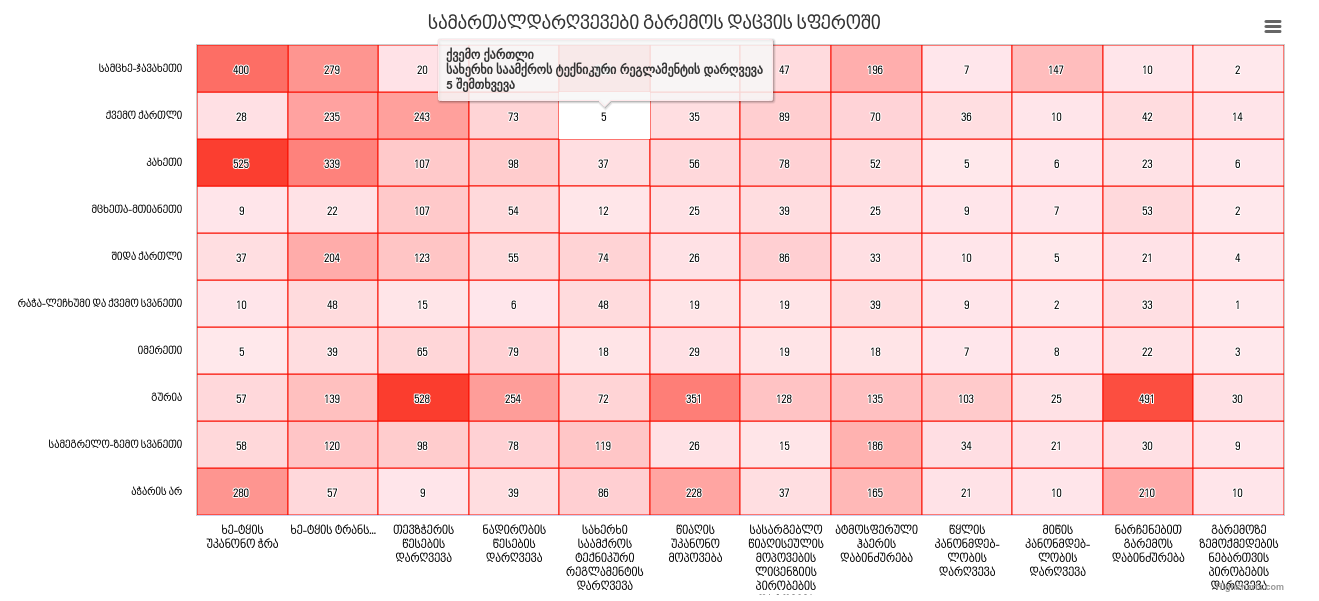 სამართალდარღვევები გარემოს დაცვის სფეროში
ქვემო ქართლი
სახერხი საამქროს ტექნიკური რეგლამენტის დარღვევა
5 შემთხვევა
სამცხე-ჯავახეთი 400 279 20 47 196 7 147 10 2
ქვემო ქართლი 28 235 243 73 5 35 89 70 36 10 42 14
კახეთი 525 339 107 98 37 56 78 52 5 6 23 6
მცხეთა-მთიანეთი 9 22 107 54 12 25 39 25 9 7 53 2
შიდა ქართლი 37 204 123 55 74 26 86 33 10 5 21 4
რაჭა-ლეჩხუმი და ქვემო სვანეთი 10 48 15 6 48 19 19 39 9 2 33 1
იმერეთი 5 39 65 79 18 29 19 18 7 8 22 3
გურია 57 139 528 254 72 351 128 135 103 25 491 30
სამეგრელო-ზემო სვანეთი 58 120 98 78 119 26 15 186 34 21 30 9
აჭარის არ 280 57 9 39 86 228 37 165 21 10 210 10
ხე-ტყის
უკანონო ჭრა
ხე-ტყის ტრანს...
თევზჭერის
წესების
დარღვევა
ნადირობის
წესების
დარღვევა
სახერხი
საამქროს
ტექნიკური
რეგლამენტის
დარღვევა
წიაღის
უკანონო
მოპოვება
სასარგებლო
წიაღისეულის
მოპოვების
ლიცენზიის
პირობების
ატმოსფერული
ჰაერის
დაბინძურება
წყლის
კანონმდებ-
ლობის
დარღვევა
მიწის
კანონმდებ-
ლობის
დარღვევა
ნარჩენებით
გარემოს
დაბინძურება
გარემოზე
ზემოქმედების
ნებართვის
პირობების
დარღვევა